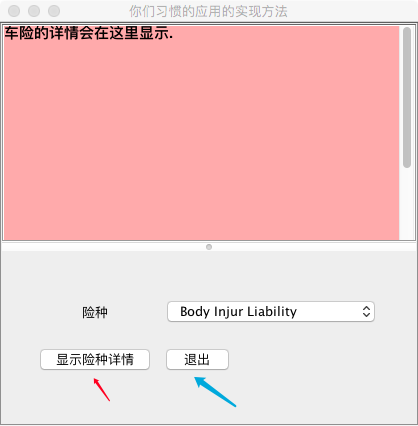 你们习惯的应用的实现方法
车险的详情会在这里显示.
险种
Body Injur Liability
显示险种详情
退出